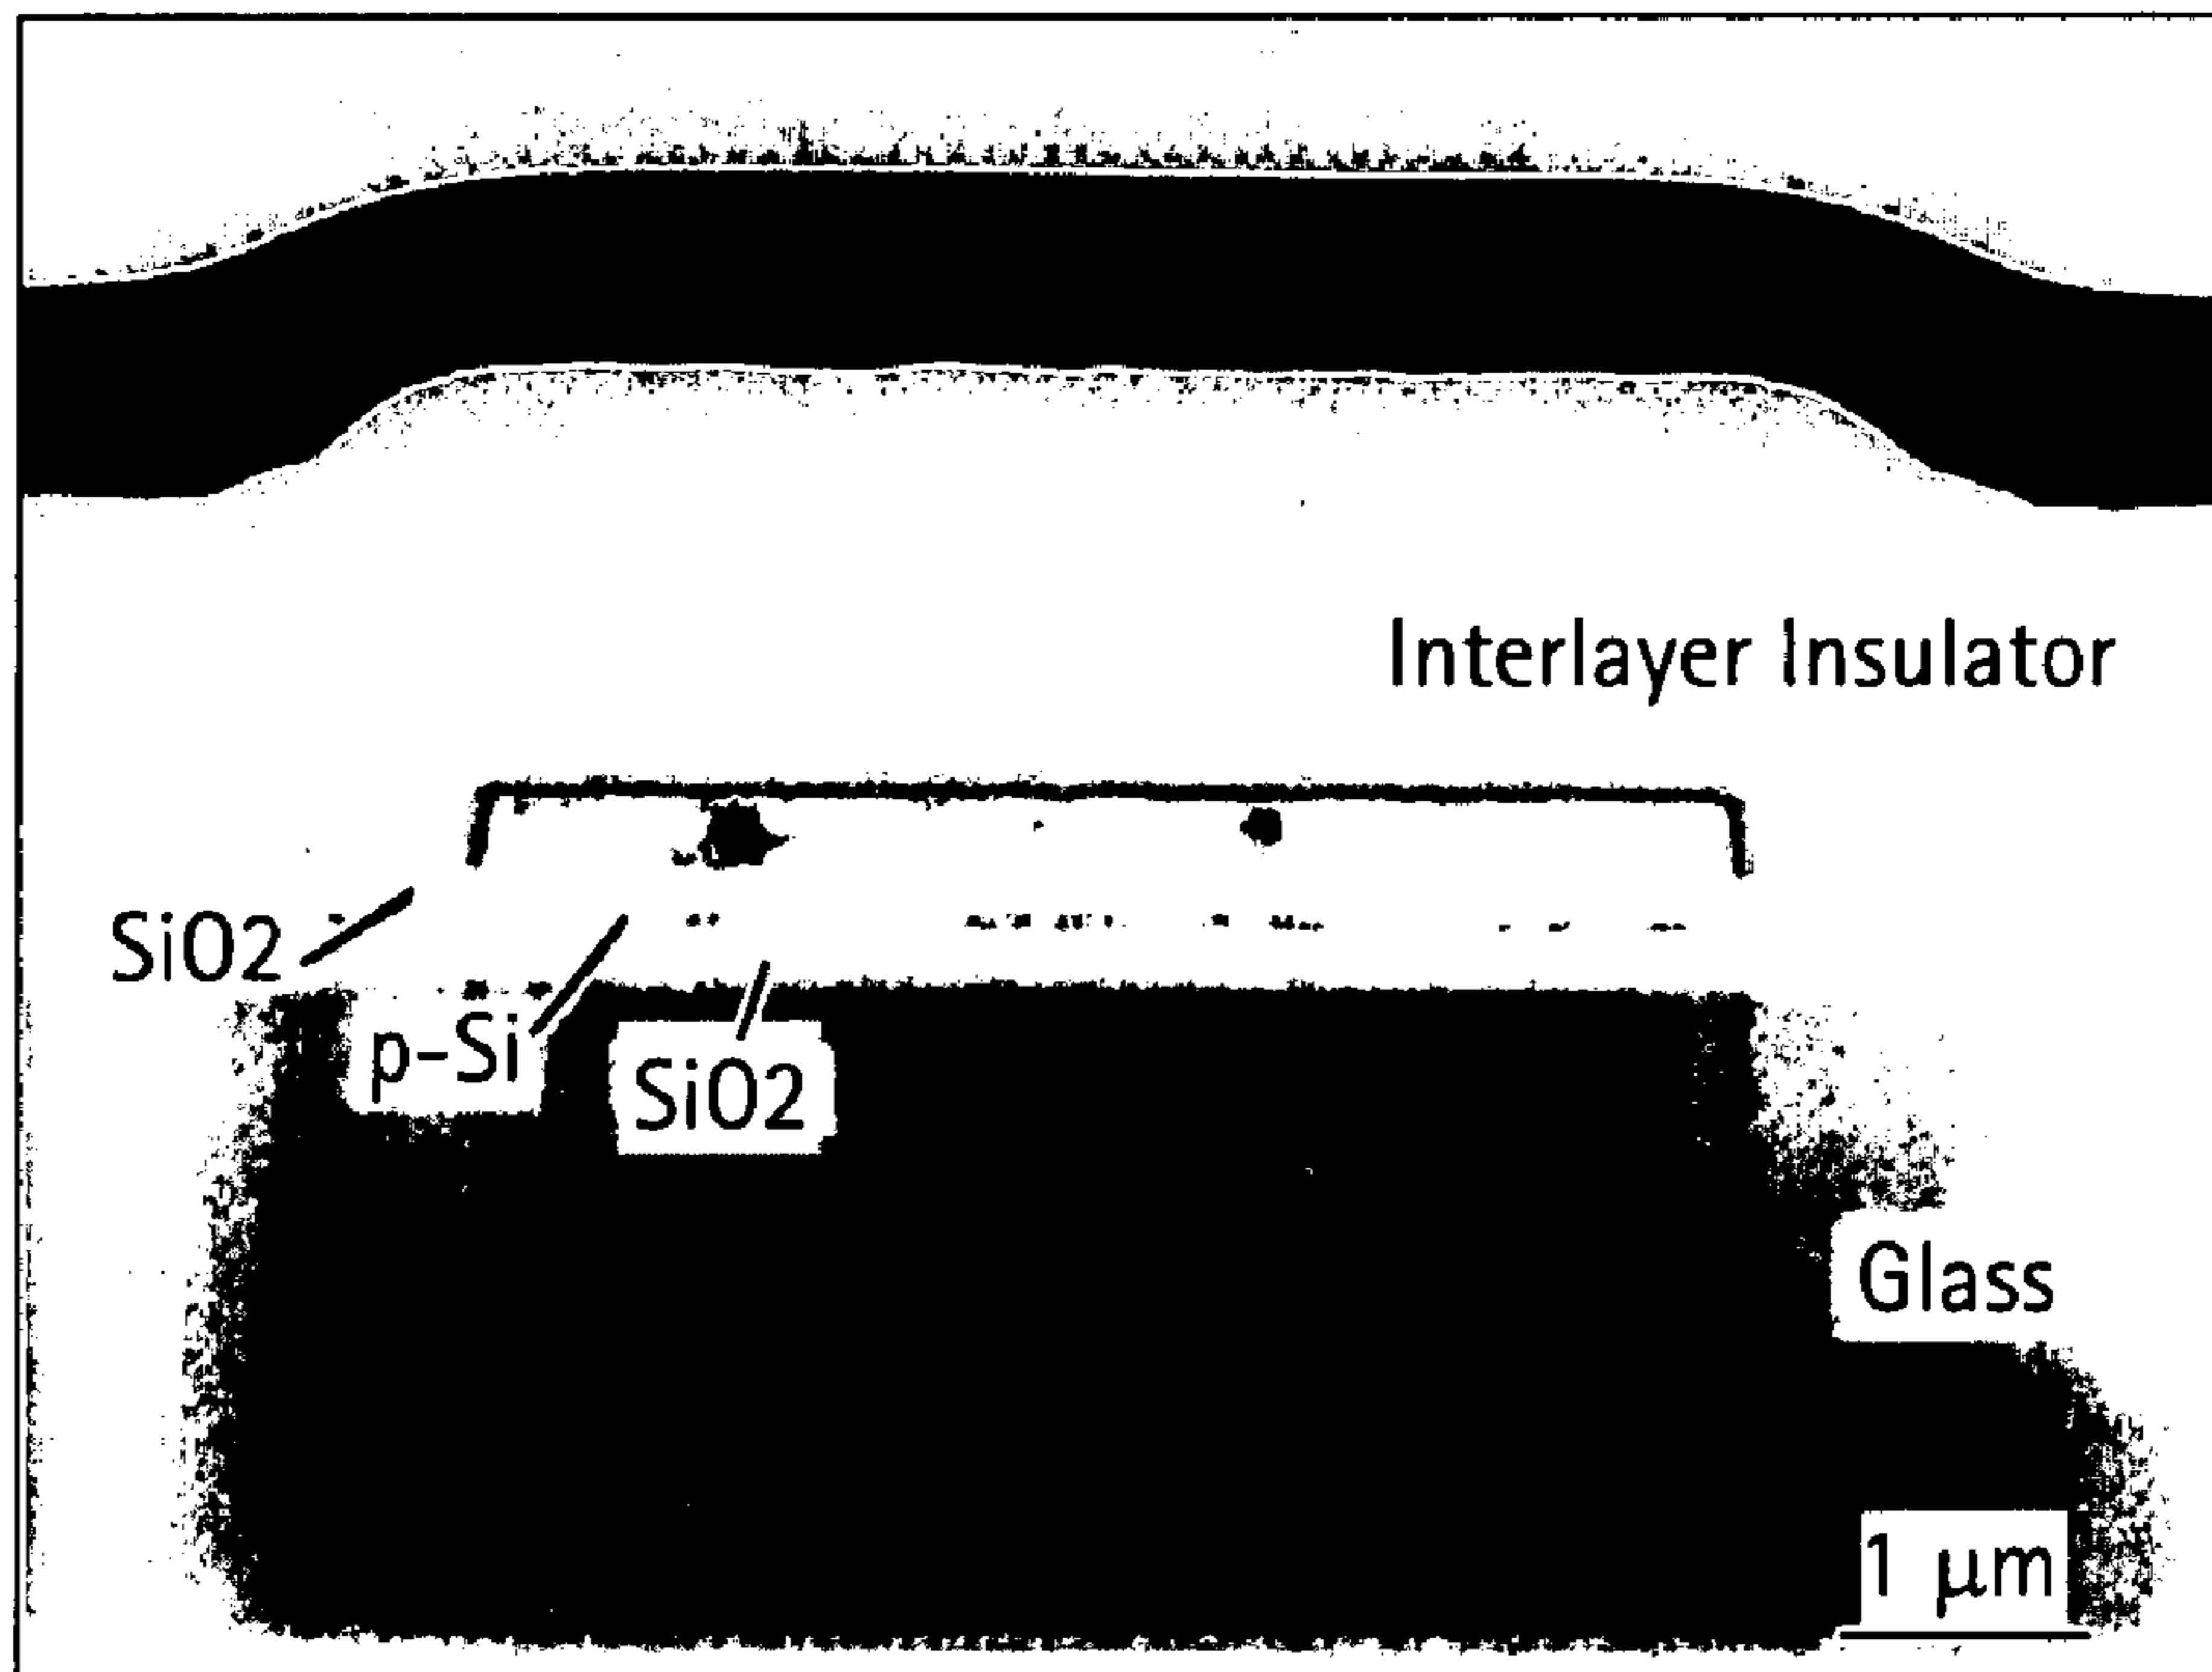 Interlayer Insulator
SiO2
p-Si
SiO2
Glass
1 μm